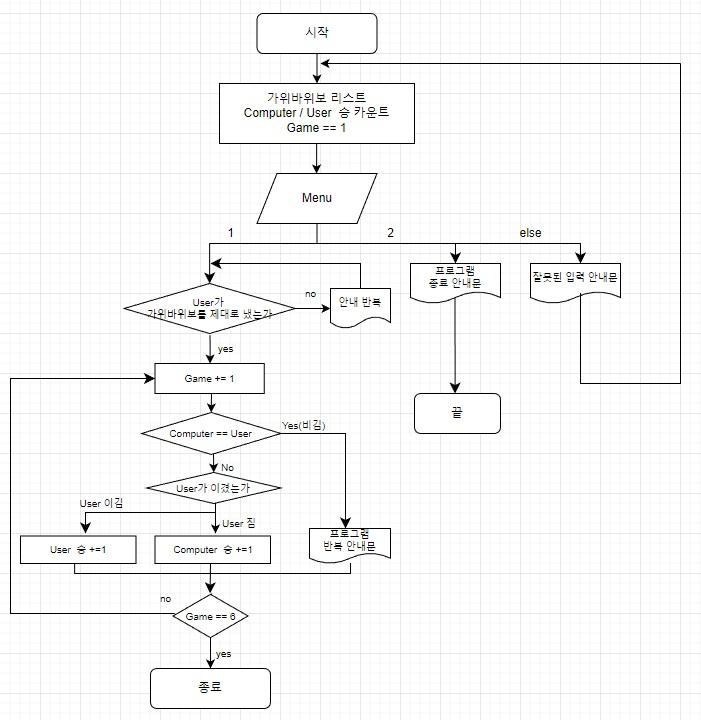 시작
가위바위보 리스트
Computer / User 승 카운트
Game == 1
Menu
1
2
else
User가
가위바위보를 제대로 냈는가
no
안내 반복
프로그램
종료 안내문
잘못된 입력 안내문
yes
Game += 1
끝
Computer == User
Yes(비김)
No
User가 이겼는가
User 이김
User 짐
User 승 +=1
Computer 승 +=1
프로그램
반복 안내문
no
Game == 6
yes
종료